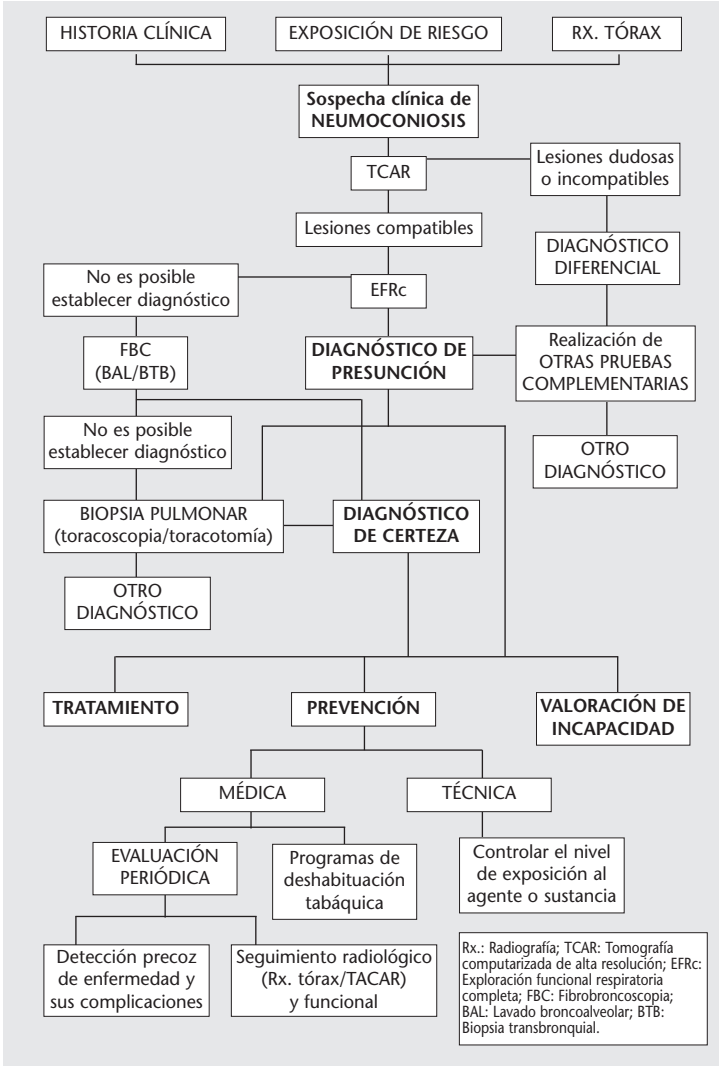 HISTORIA CLÍNICA
EXPOSICIÓN DE RIESGO
RX. TÓRAX
Sospecha clínica de
NEUMOCONIOSIS
TCAR
Lesiones dudosas
o incompatibles
Lesiones compatibles
DIAGNÓSTICO
DIFERENCIAL
No es posible
establecer diagnóstico
EFRc
FBC
(BAL/BTB)
DIAGNÓSTICO DE
PRESUNCIÓN
Realización de
OTRAS PRUEBAS
COMPLEMENTARIAS
No es posible
establecer diagnóstico
OTRO
DIAGNÓSTICO
BIOPSIA PULMONAR
(toracoscopia/toracotomía)
DIAGNÓSTICO
DE CERTEZA
OTRO
DIAGNÓSTICO
TRATAMIENTO
PREVENCIÓN
VALORACIÓN DE
INCAPACIDAD
MÉDICA
TÉCNICA
EVALUACIÓN
PERIÓDICA
Programas de
deshabituación
tabáquica
Controlar el nivel
de exposición al
agente o sustancia
Detección precoz
de enfermedad y
sus complicaciones
Seguimiento radiológico
(Rx. tórax/TACAR)
y funcional
Rx.: Radiografía; TCAR: Tomografía
computarizada de alta resolución; EFRc:
Exploración funcional respiratoria
completa; FBC: Fibrobroncoscopia;
BAL: Lavado broncoalveolar; BTB:
Biopsia transbronquial.